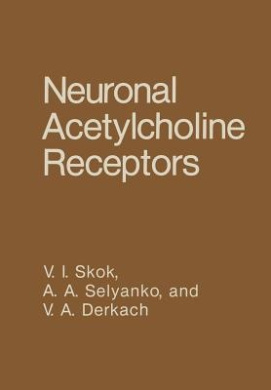 Neuronal
Acetylcholine
Receptors
V. I. Skok,
A. A. Selyanko, and
V. A. Derkach